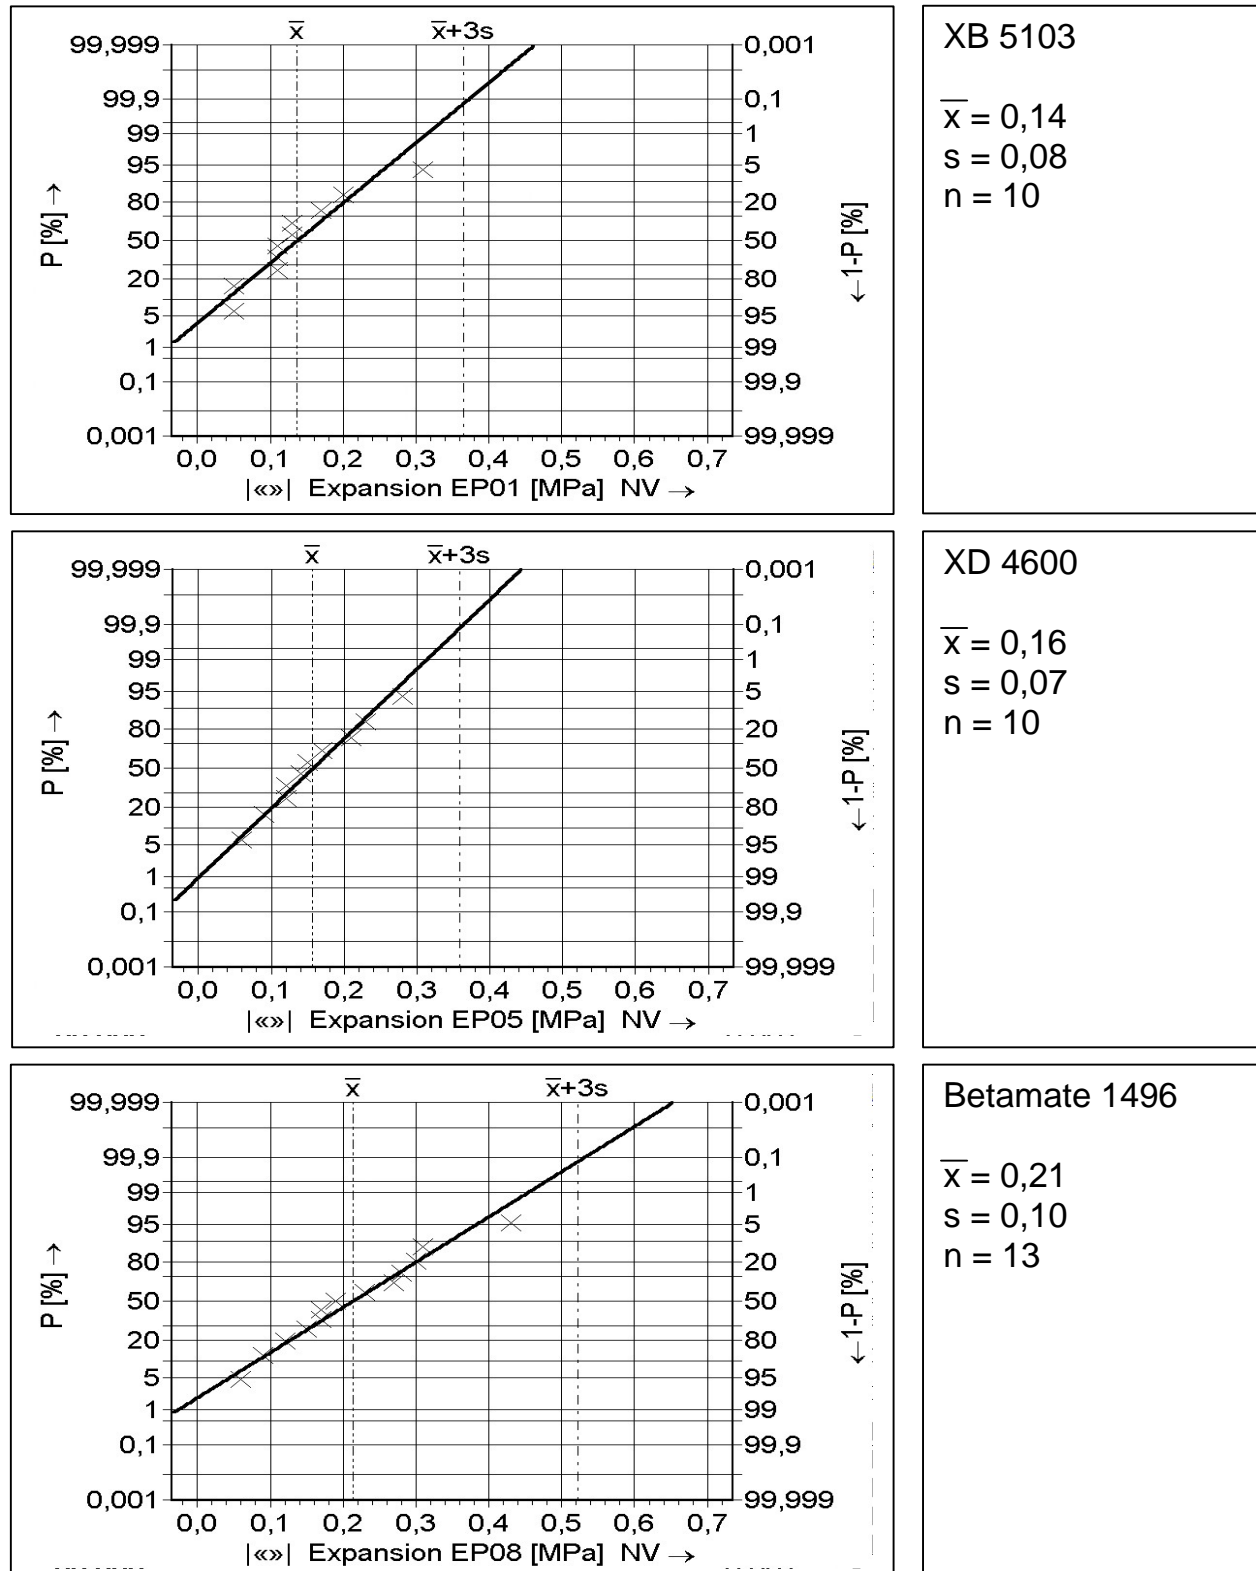 x̄ x̄+3s
99,999 0,001
99,9 0,1
99 1
95 5
80 20
50 50
20 80
5 95
1 99
0,1 99,9
0,001 99,999
P [%] →
← 1-P [%]
0,0 0,1 0,2 0,3 0,4 0,5 0,6 0,7
|«»| Expansion EP01 [MPa] NV →
XB 5103
x̄ = 0,14
s = 0,08
n = 10
x̄ x̄+3s
99,999 0,001
99,9 0,1
99 1
95 5
80 20
50 50
20 80
5 95
1 99
0,1 99,9
0,001 99,999
P [%] →
← 1-P [%]
0,0 0,1 0,2 0,3 0,4 0,5 0,6 0,7
|«»| Expansion EP05 [MPa] NV →
XD 4600
x̄ = 0,16
s = 0,07
n = 10
x̄ x̄+3s
99,999 0,001
99,9 0,1
99 1
95 5
80 20
50 50
20 80
5 95
1 99
0,1 99,9
0,001 99,999
P [%] →
← 1-P [%]
0,0 0,1 0,2 0,3 0,4 0,5 0,6 0,7
|«»| Expansion EP08 [MPa] NV →
Betamate 1496
x̄ = 0,21
s = 0,10
n = 13